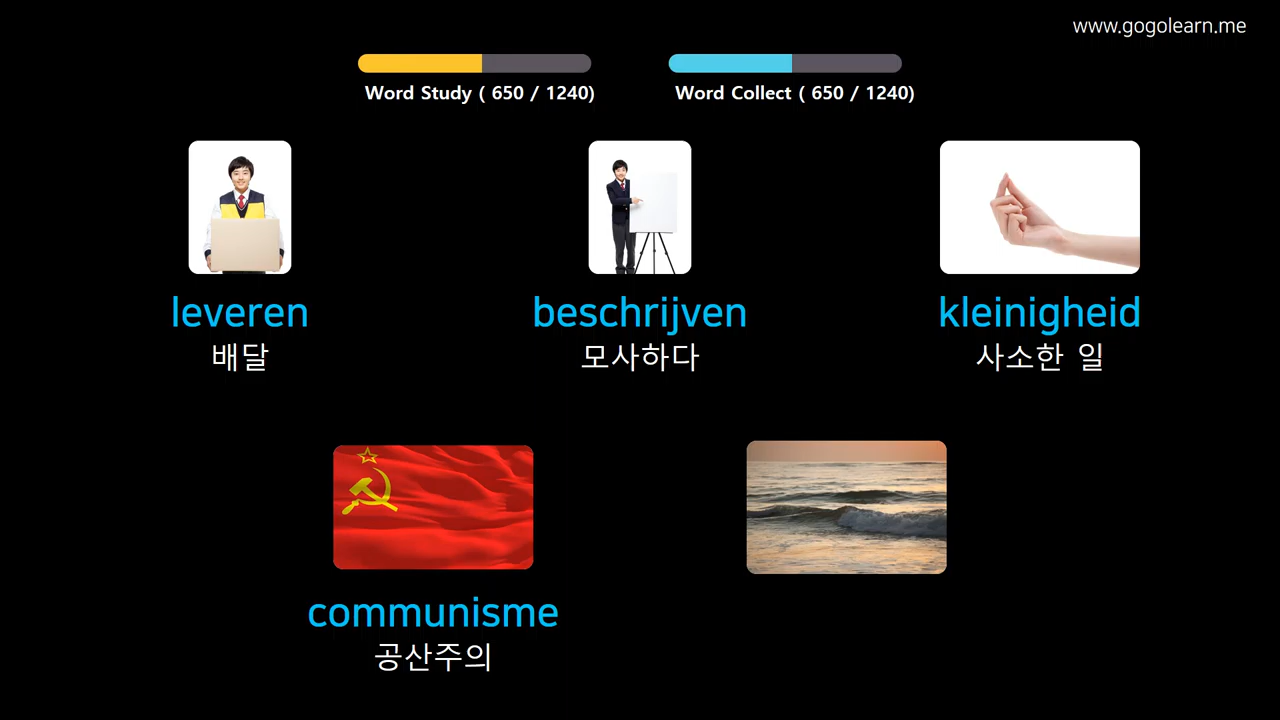 www.gogolearn.me
Word Study ( 650 / 1240)
Word Collect ( 650 / 1240)
leveren
배달
beschrijven
모사하다
kleinigheid
사소한 일
communisme
공산주의